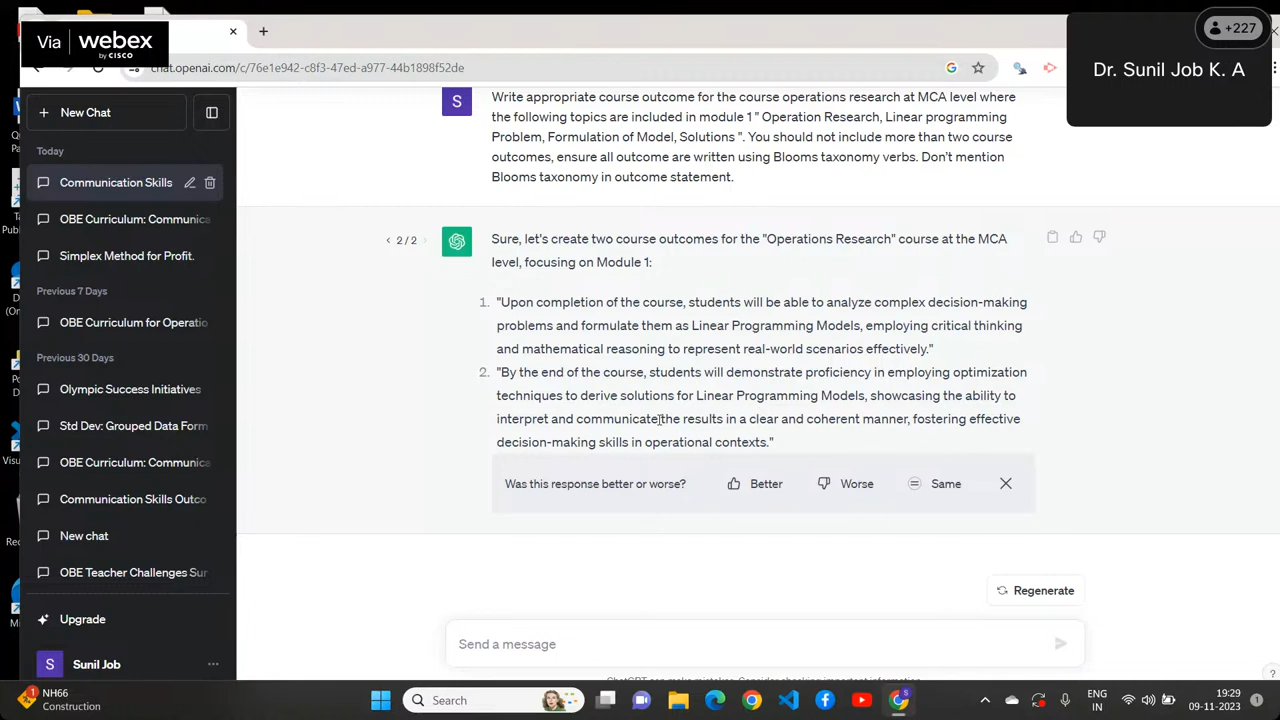 Via webex
by CISCO
+227
Dr. Sunil Job K. A
chat.openai.com/c/76e1e942-c8f3-47ed-a977-44b1898f52de
New Chat
Today
Communication Skills
OBE Curriculum: Communica
Simplex Method for Profit.
Previous 7 Days
OBE Curriculum for Operatio
Previous 30 Days
Olympic Success Initiatives
Std Dev: Grouped Data Form
OBE Curriculum: Communica
Communication Skills Outco
New chat
OBE Teacher Challenges Sur
Upgrade
S Sunil Job
S
Write appropriate course outcome for the course operations research at MCA level where
the following topics are included in module 1 " Operation Research, Linear programming
Problem, Formulation of Model, Solutions ". You should not include more than two course
outcomes, ensure all outcome are written using Blooms taxonomy verbs. Don't mention
Blooms taxonomy in outcome statement.
2 / 2
Sure, let's create two course outcomes for the "Operations Research" course at the MCA
level, focusing on Module 1:
1. "Upon completion of the course, students will be able to analyze complex decision-making
problems and formulate them as Linear Programming Models, employing critical thinking
and mathematical reasoning to represent real-world scenarios effectively."
2. "By the end of the course, students will demonstrate proficiency in employing optimization
techniques to derive solutions for Linear Programming Models, showcasing the ability to
interpret and communicate the results in a clear and coherent manner, fostering effective
decision-making skills in operational contexts."
Was this response better or worse? Better Worse Same
Regenerate
Send a message
?
1 NH66
Construction
Search
ENG
IN
19:29
09-11-2023
1